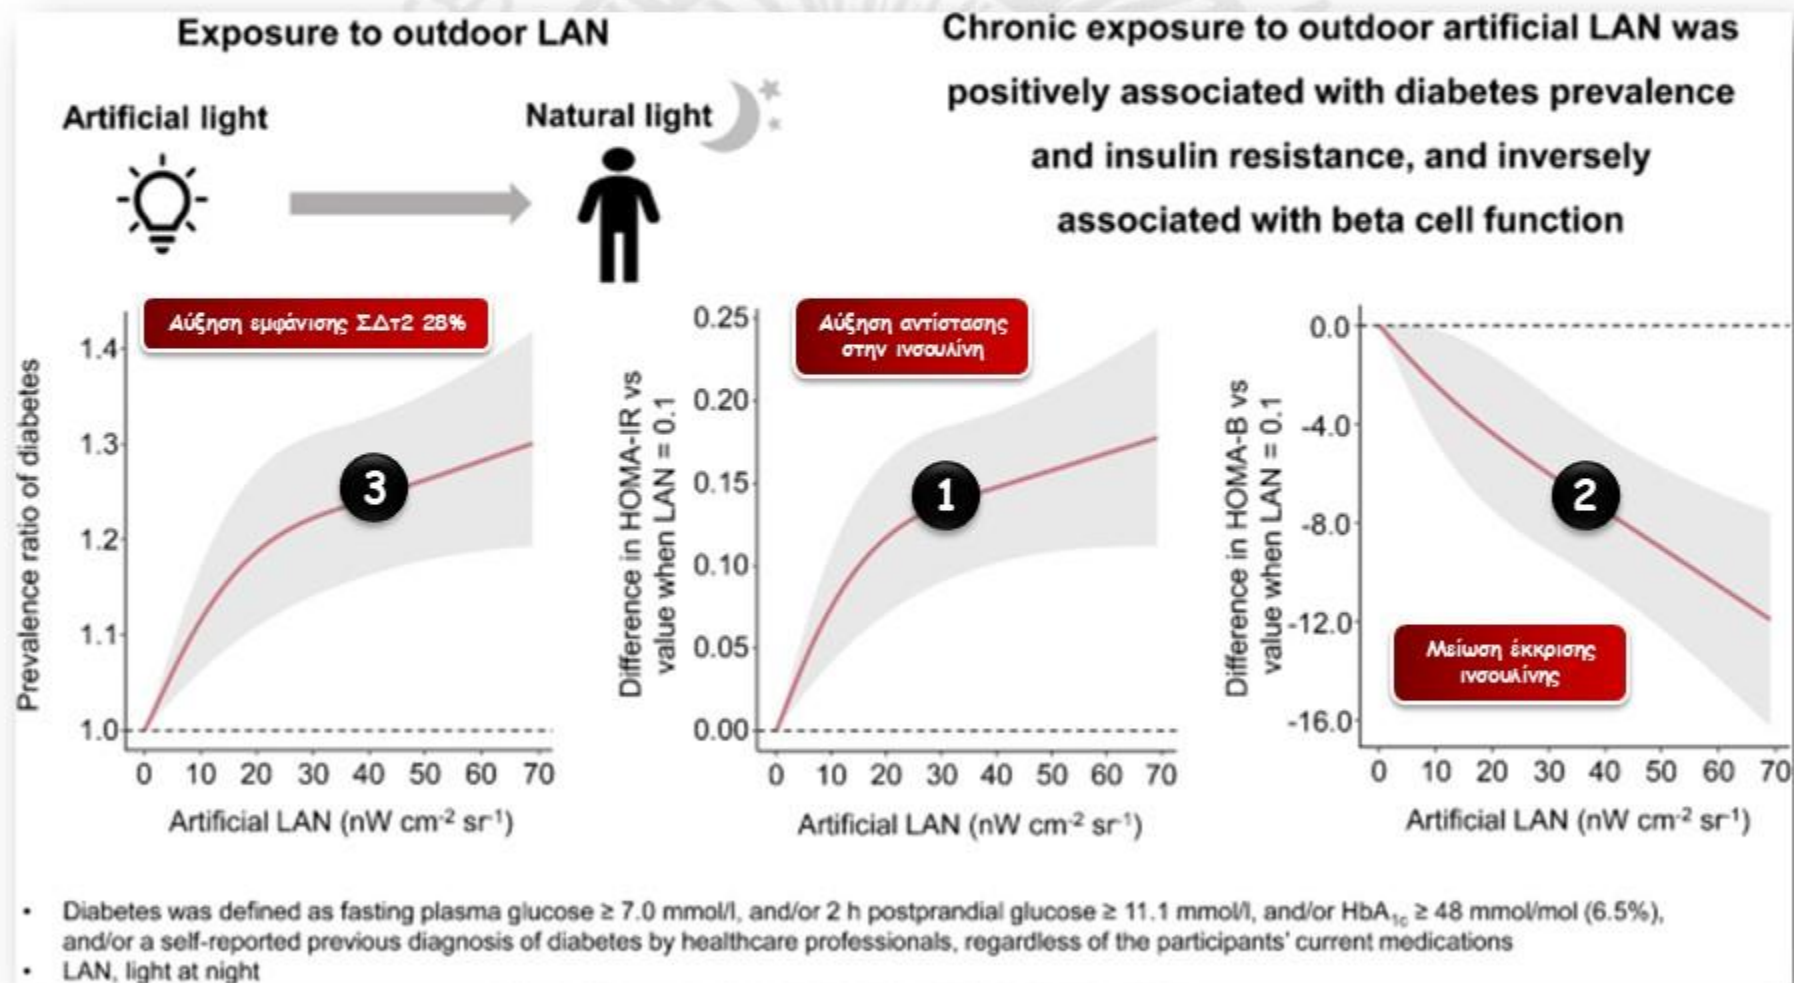 Exposure to outdoor LAN
Artificial light
Natural light
Chronic exposure to outdoor artificial LAN was
positively associated with diabetes prevalence
and insulin resistance, and inversely
associated with beta cell function
Αύξηση εμφάνισης ΣΔτ2 28%
Prevalence ratio of diabetes
1.4
1.3
1.2
1.1
1.0
3
0 10 20 30 40 50 60 70
Artificial LAN (nW cm⁻² sr⁻¹)
Αύξηση αντίστασης
στην ινσουλίνη
Difference in HOMA-IR vs
value when LAN = 0.1
0.25
0.20
0.15
0.10
0.05
0.00
1
0 10 20 30 40 50 60 70
Artificial LAN (nW cm⁻² sr⁻¹)
Difference in HOMA-B vs
value when LAN = 0.1
0.0
-4.0
-8.0
-12.0
-16.0
2
Μείωση έκκρισης
ινσουλίνης
0 10 20 30 40 50 60 70
Artificial LAN (nW cm⁻² sr⁻¹)
• Diabetes was defined as fasting plasma glucose ≥ 7.0 mmol/l, and/or 2 h postprandial glucose ≥ 11.1 mmol/l, and/or HbA₁c ≥ 48 mmol/mol (6.5%),
and/or a self-reported previous diagnosis of diabetes by healthcare professionals, regardless of the participants' current medications
• LAN, light at night